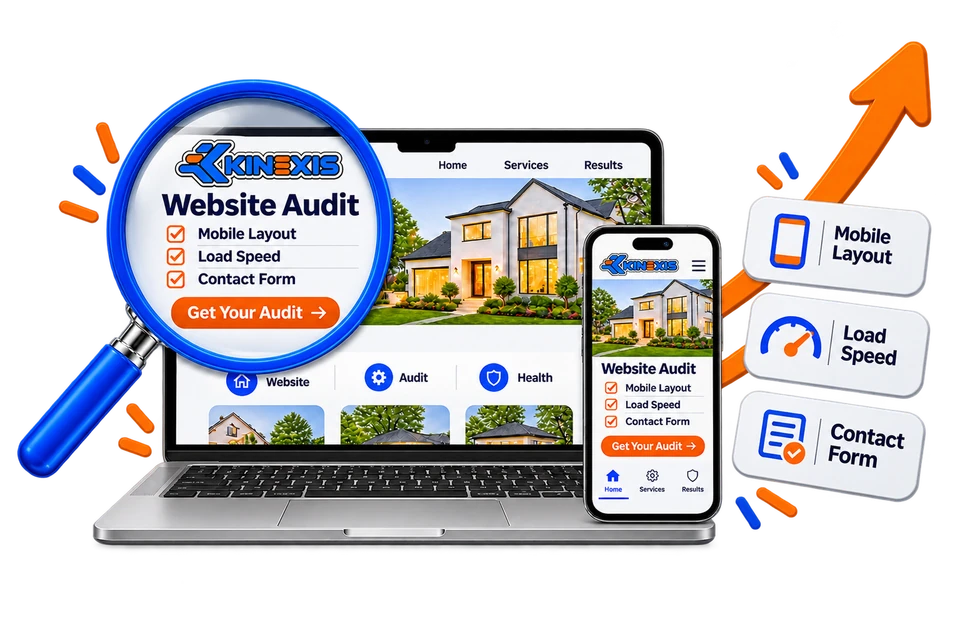 KINEXIS
Website Audit
Mobile Layout
Load Speed
Contact Form
Get Your Audit →
Home Services Results
Website Audit Health
KINEXIS
Website Audit
Mobile Layout
Load Speed
Contact Form
Get Your Audit →
Home Services Results
Mobile
Layout
Load
Speed
Contact
Form